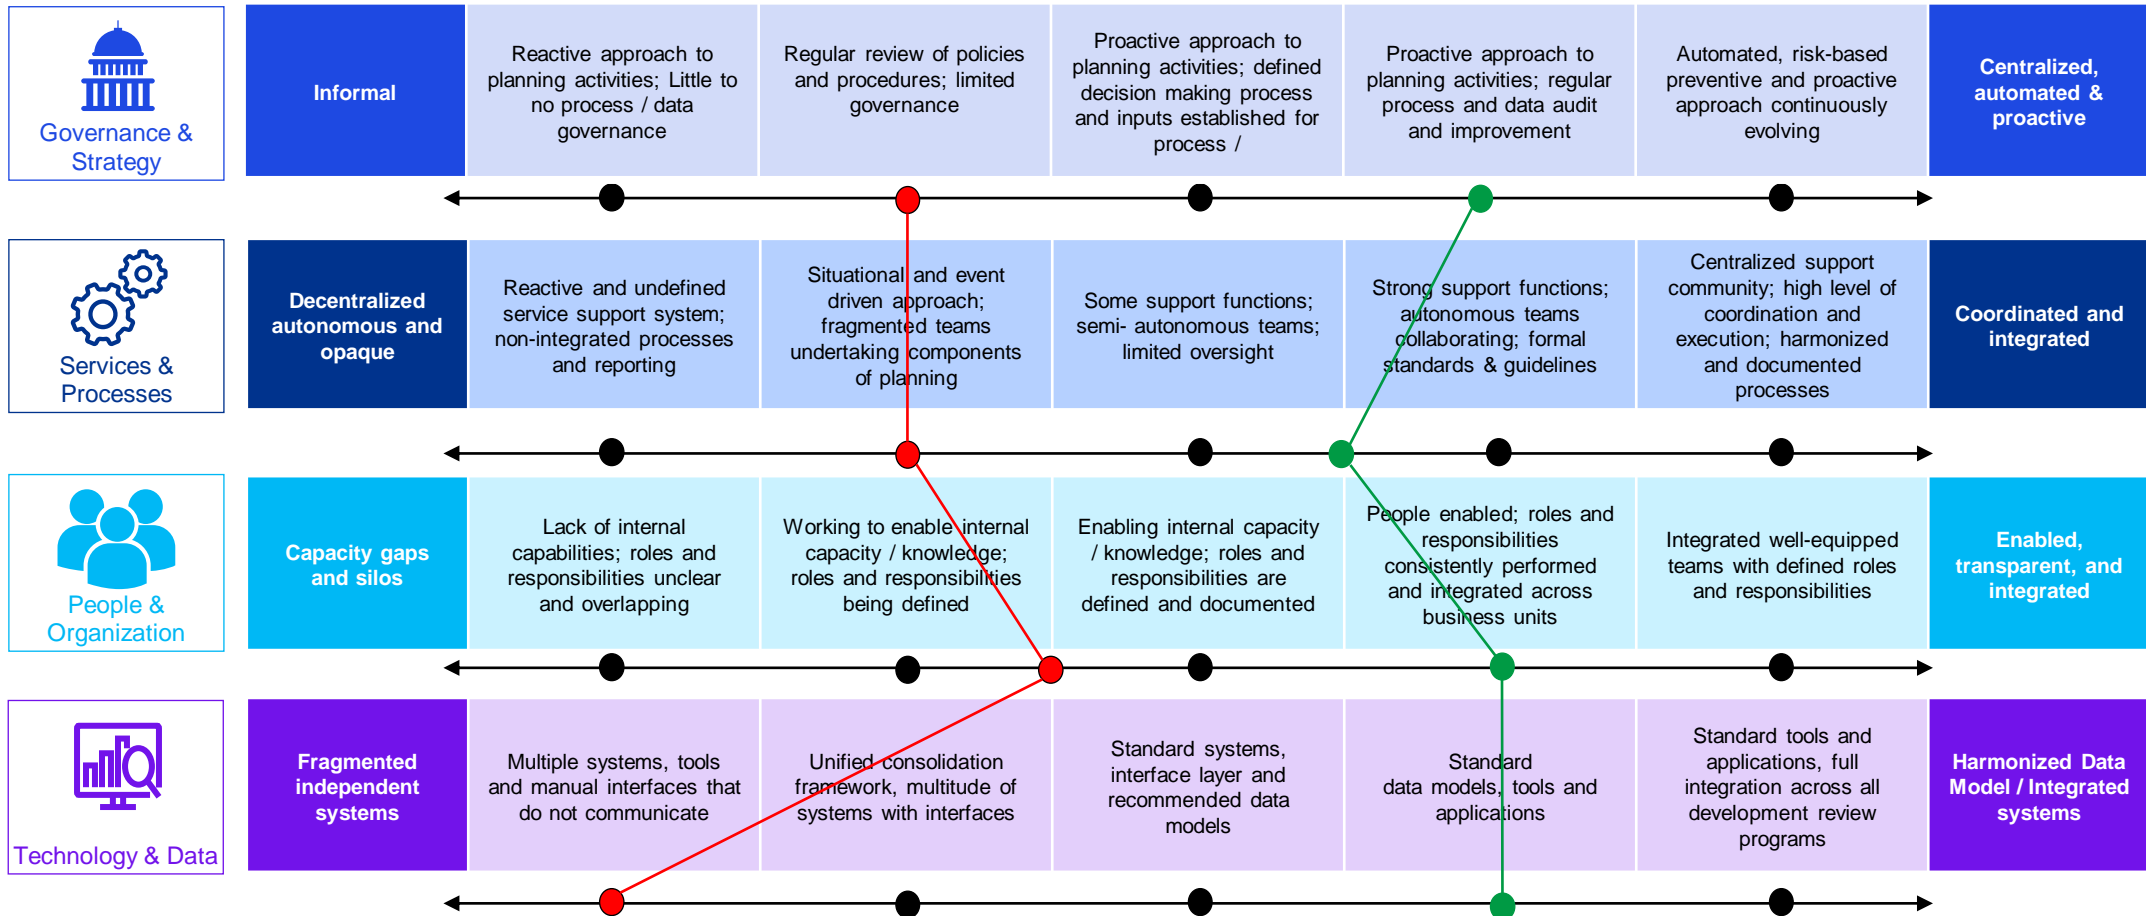 Governance &
Strategy
Informal
Reactive approach to
planning activities; Little to
no process / data
governance
Regular review of policies
and procedures; limited
governance
Proactive approach to
planning activities; defined
decision making process
and inputs established for
process /
Proactive approach to
planning activities; regular
process and data audit
and improvement
Automated, risk-based
preventive and proactive
approach continuously
evolving
Centralized,
automated &
proactive
Services &
Processes
Decentralized
autonomous and
opaque
Reactive and undefined
service support system;
non-integrated processes
and reporting
Situational and event
driven approach;
fragmented teams
undertaking components
of planning
Some support functions;
semi- autonomous teams;
limited oversight
Strong support functions;
autonomous teams
collaborating; formal
standards & guidelines
Centralized support
community; high level of
coordination and
execution; harmonized
and documented
processes
Coordinated and
integrated
People &
Organization
Capacity gaps
and silos
Lack of internal
capabilities; roles and
responsibilities unclear
and overlapping
Working to enable internal
capacity / knowledge;
roles and responsibilities
being defined
Enabling internal capacity
/ knowledge; roles and
responsibilities are
defined and documented
People enabled; roles and
responsibilities
consistently performed
and integrated across
business units
Integrated well-equipped
teams with defined roles
and responsibilities
Enabled,
transparent, and
integrated
Technology & Data
Fragmented
independent
systems
Multiple systems, tools
and manual interfaces that
do not communicate
Unified consolidation
framework, multitude of
systems with interfaces
Standard systems,
interface layer and
recommended data
models
Standard
data models, tools and
applications
Standard tools and
applications, full
integration across all
development review
programs
Harmonized Data
Model / Integrated
systems